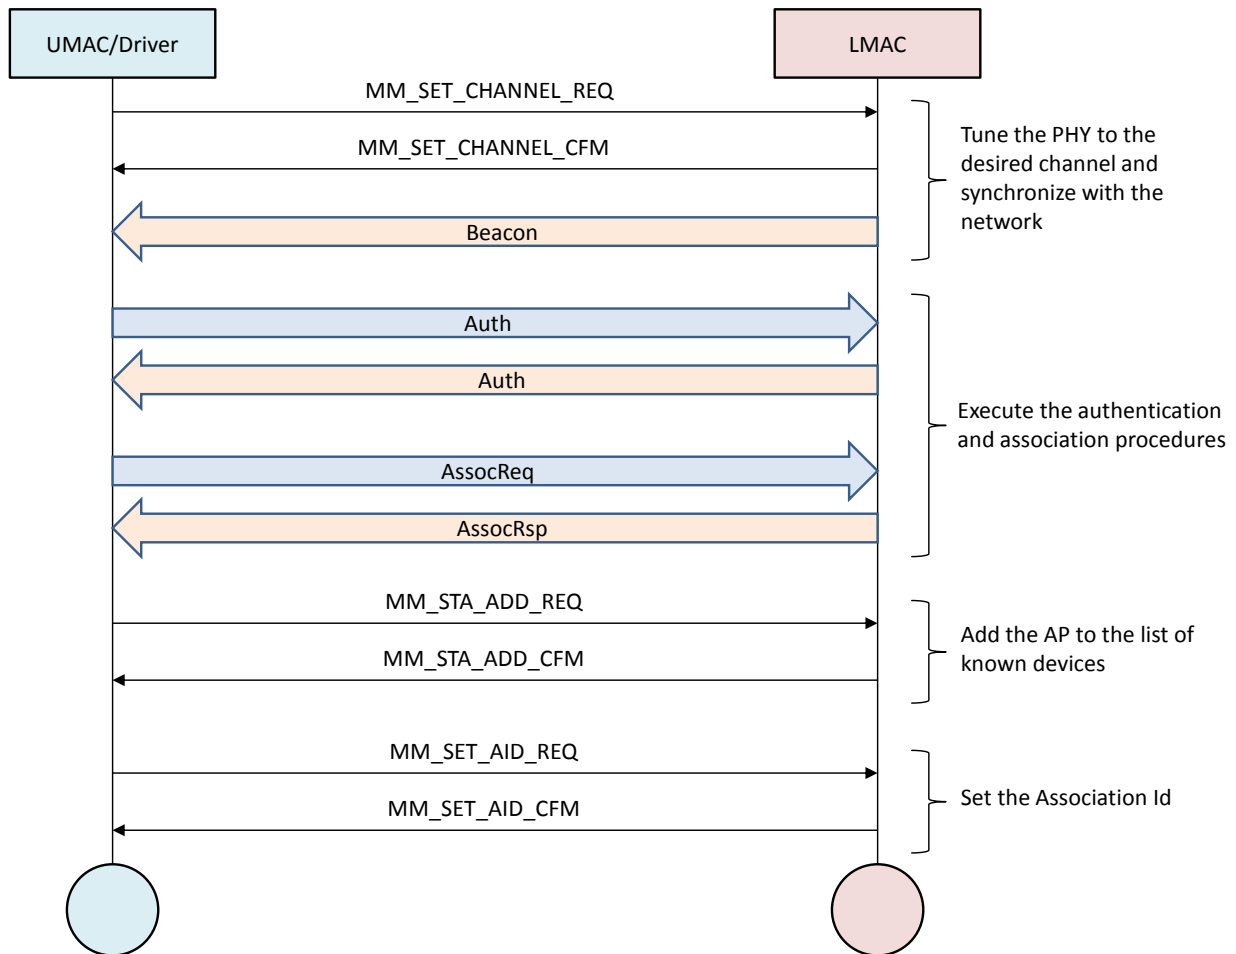 UMAC/Driver
LMAC
MM_SET_CHANNEL_REQ
MM_SET_CHANNEL_CFM
Beacon
Tune the PHY to the
desired channel and
synchronize with the
network
Auth
Auth
AssocReq
AssocRsp
Execute the authentication
and association procedures
MM_STA_ADD_REQ
MM_STA_ADD_CFM
Add the AP to the list of
known devices
MM_SET_AID_REQ
MM_SET_AID_CFM
Set the Association Id